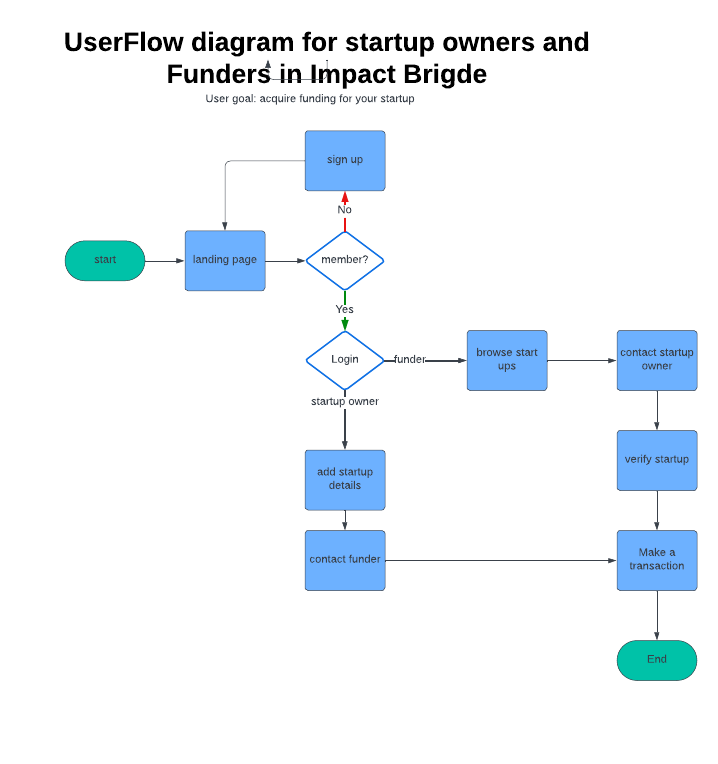 UserFlow diagram for startup owners and
Funders in Impact Brigde
User goal: acquire funding for your startup
sign up
No
start
landing page
member?
Yes
Login
funder
browse start
ups
contact startup
owner
startup owner
verify startup
add startup
details
contact funder
Make a
transaction
End